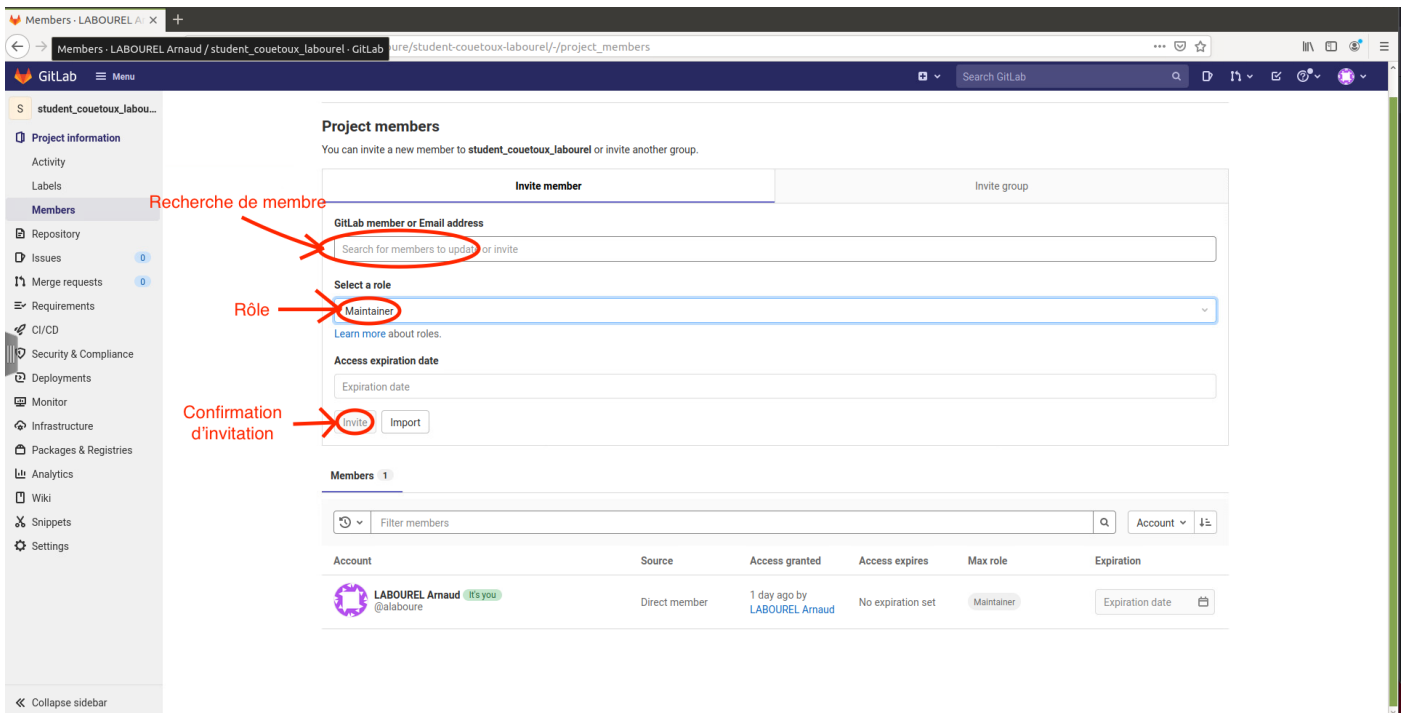 Members · LABOUREL A
Members · LABOUREL Arnaud / student_couetoux_labourel · GitLab
ure/student-couetoux-labourel/-/project_members
GitLab
Menu
Search GitLab
S student_couetoux_labou...
Project information
Activity
Labels
Members
Repository
Issues 0
Merge requests 0
Requirements
CI/CD
Security & Compliance
Deployments
Monitor
Infrastructure
Packages & Registries
Analytics
Wiki
Snippets
Settings
Collapse sidebar
Project members
You can invite a new member to student_couetoux_labourel or invite another group.
Invite member
Invite group
Recherche de membre
GitLab member or Email address
Search for members to update or invite
Select a role
Rôle
Maintainer
Learn more about roles.
Access expiration date
Expiration date
Confirmation
d'invitation
Invite
Import
Members 1
Filter members
Account
Account Source Access granted Access expires Max role Expiration
LABOUREL Arnaud It's you
@alaboure
Direct member
1 day ago by
LABOUREL Arnaud
No expiration set
Maintainer
Expiration date